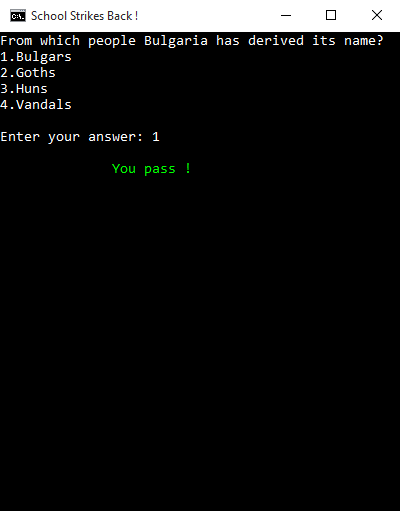 School Strikes Back !
From which people Bulgaria has derived its name?
1.Bulgars
2.Goths
3.Huns
4.Vandals
Enter your answer: 1
You pass !